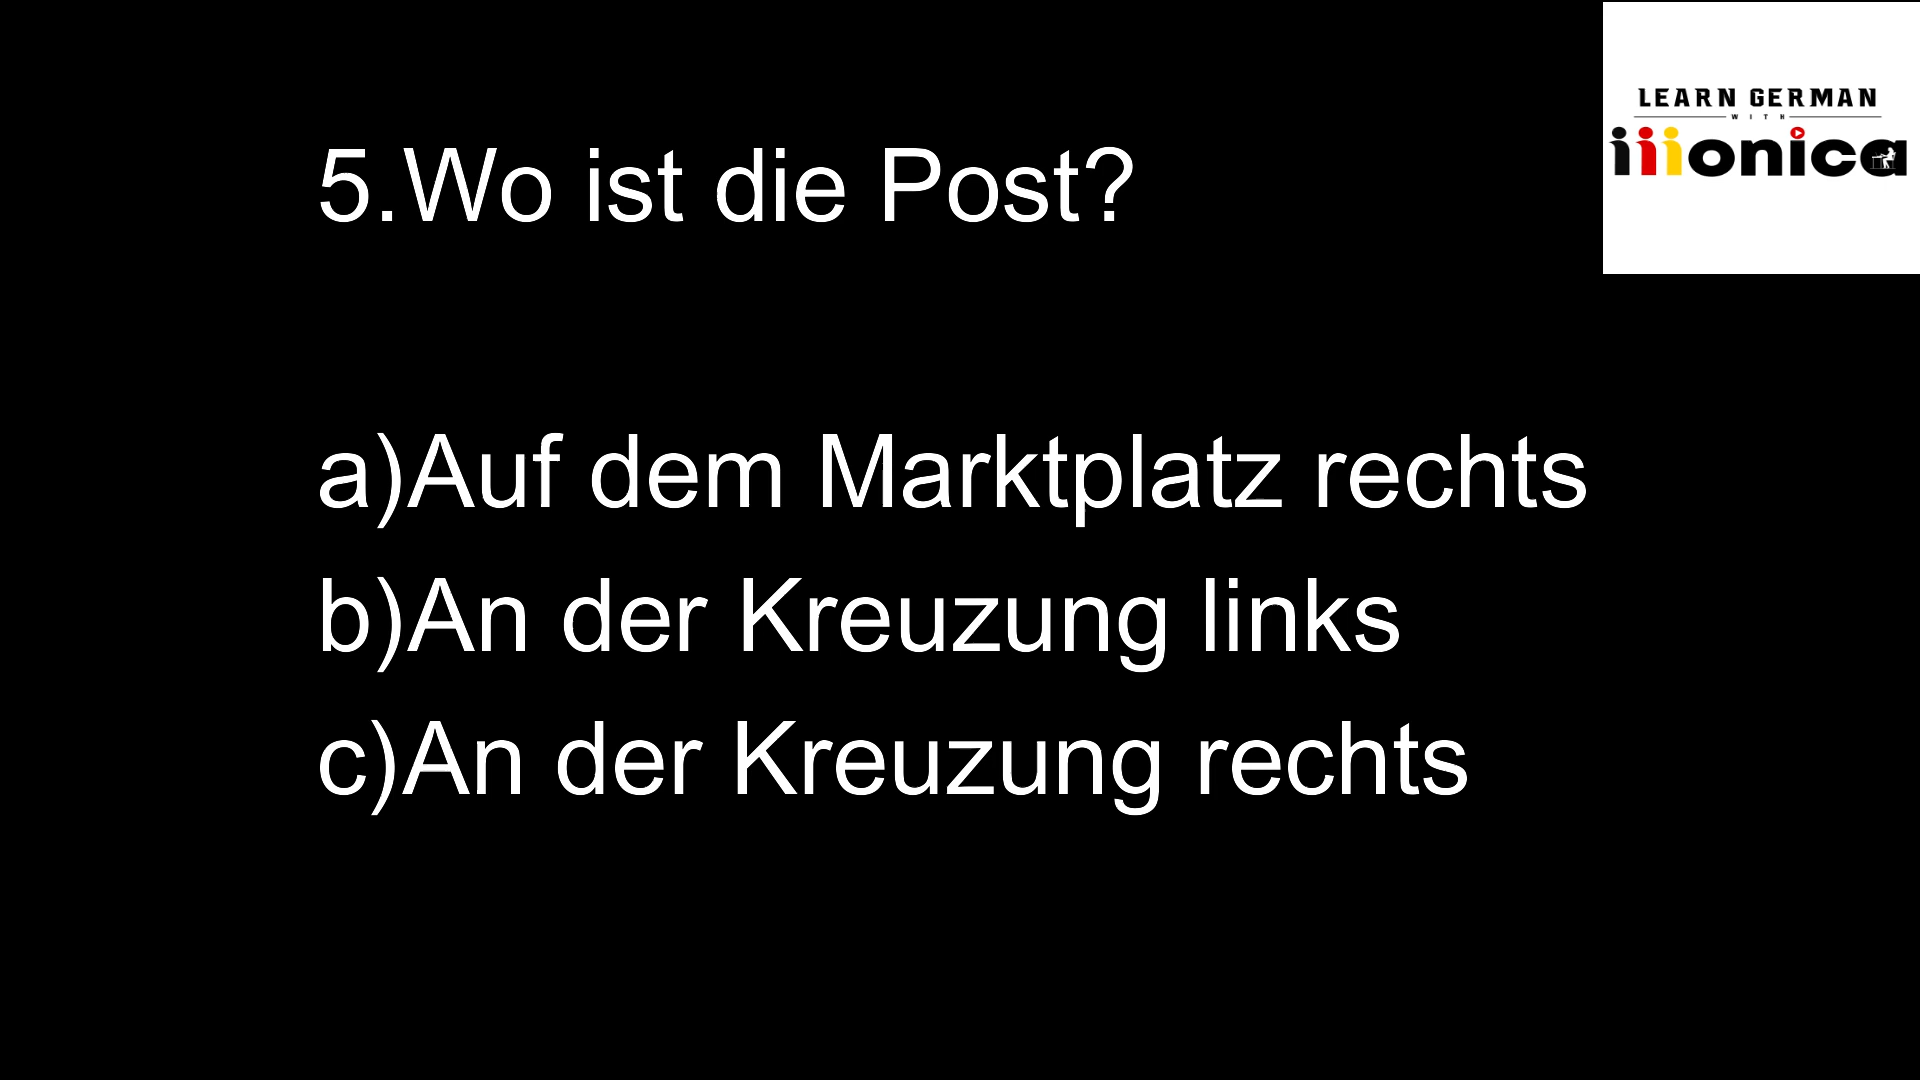 LEARN GERMAN
WITH
iiionica
5.Wo ist die Post?
a)Auf dem Marktplatz rechts
b)An der Kreuzung links
c)An der Kreuzung rechts